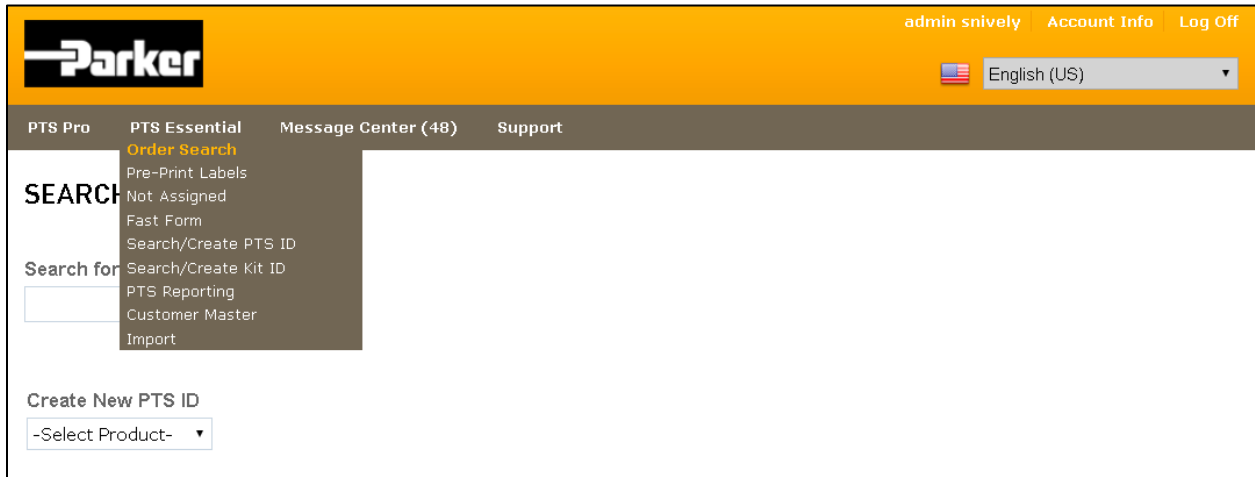 admin snively Account Info Log Off
Parker
English (US)
PTS Pro PTS Essential Message Center (48) Support
Order Search
Pre-Print Labels
SEARCH
Not Assigned
Fast Form
Search/Create PTS ID
Search for
Search/Create Kit ID
PTS Reporting
Customer Master
Import
Create New PTS ID
-Select Product-